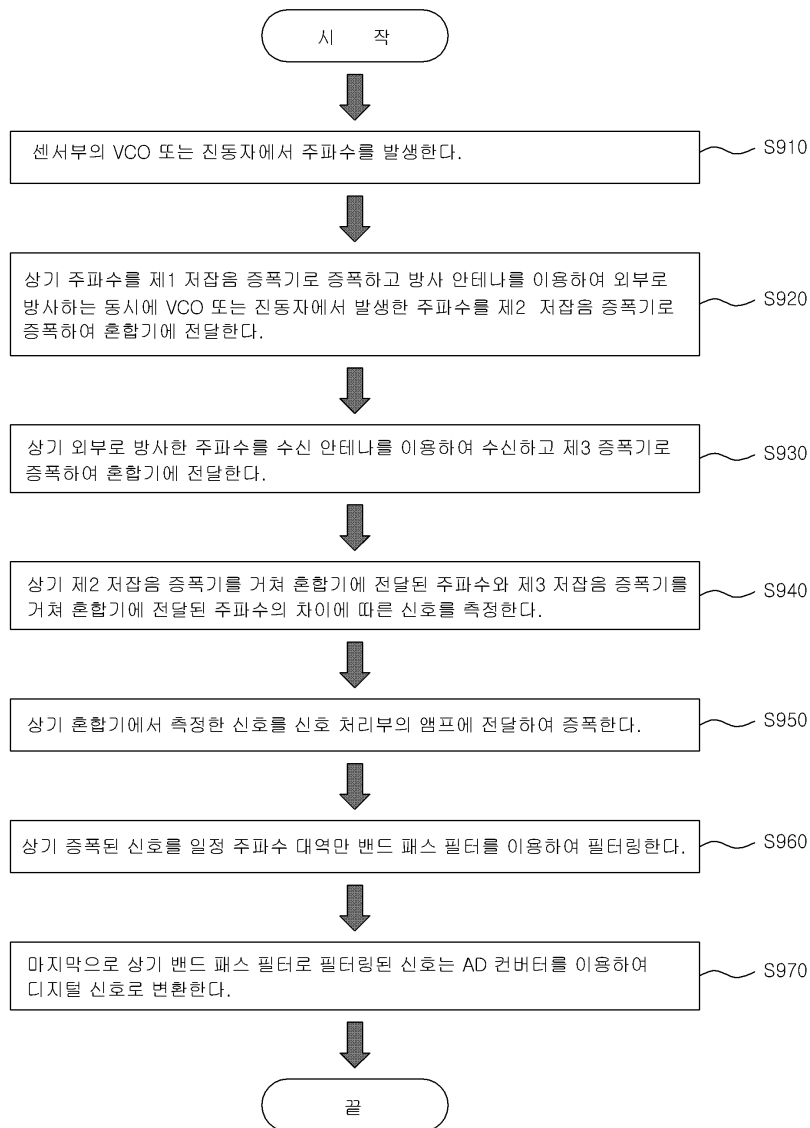 시 작
센서부의 VCO 또는 진동자에서 주파수를 발생한다.
S910
상기 주파수를 제1 저잡음 증폭기로 증폭하고 방사 안테나를 이용하여 외부로
방사하는 동시에 VCO 또는 진동자에서 발생한 주파수를 제2 저잡음 증폭기로
증폭하여 혼합기에 전달한다.
S920
상기 외부로 방사한 주파수를 수신 안테나를 이용하여 수신하고 제3 증폭기로
증폭하여 혼합기에 전달한다.
S930
상기 제2 저잡음 증폭기를 거쳐 혼합기에 전달된 주파수와 제3 저잡음 증폭기를
거쳐 혼합기에 전달된 주파수의 차이에 따른 신호를 측정한다.
S940
상기 혼합기에서 측정한 신호를 신호 처리부의 앰프에 전달하여 증폭한다.
S950
상기 증폭된 신호를 일정 주파수 대역만 밴드 패스 필터를 이용하여 필터링한다.
S960
마지막으로 상기 밴드 패스 필터로 필터링된 신호는 AD 컨버터를 이용하여
디지털 신호로 변환한다.
S970
끝